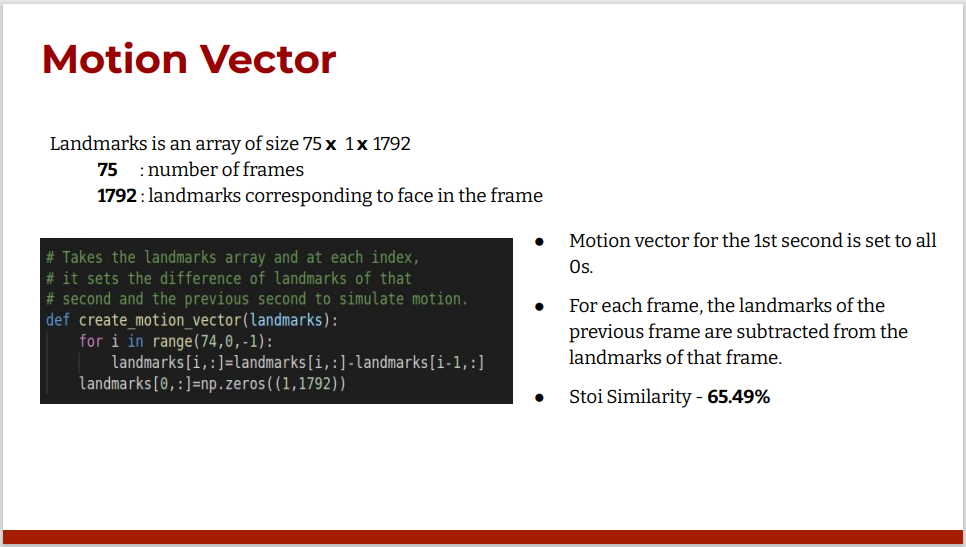 Motion Vector
Landmarks is an array of size 75 x 1 x 1792
75 : number of frames
1792 : landmarks corresponding to face in the frame
# Takes the landmarks array and at each index,
# it sets the difference of landmarks of that
# second and the previous second to simulate motion.
def create_motion_vector(landmarks):
    for i in range(74,0,-1):
        landmarks[i,:]=landmarks[i,:]-landmarks[i-1,:]
    landmarks[0,:]=np.zeros((1,1792))
● Motion vector for the 1st second is set to all
0s.
● For each frame, the landmarks of the
previous frame are subtracted from the
landmarks of that frame.
● Stoi Similarity - 65.49%